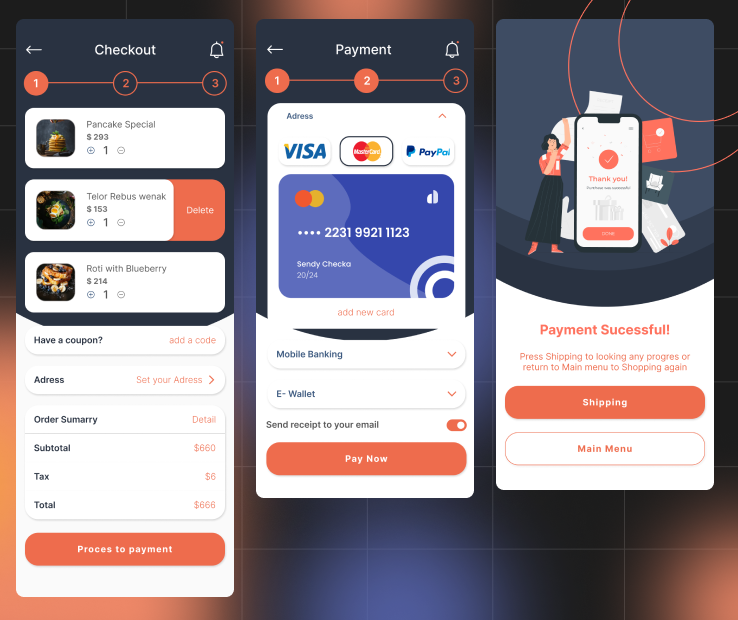 Checkout
1 2 3
Pancake Special
$ 293
1
Telor Rebus wenak
$ 153
1
Delete
Roti with Blueberry
$ 214
1
Have a coupon? add a code
Adress Set your Adress
Order Sumarry Detail
Subtotal $660
Tax $6
Total $666
Proces to payment
Payment
1 2 3
Adress
VISA MasterCard PayPal
•••• 2231 9921 1123
Sendy Checka
20/24
add new card
Mobile Banking
E- Wallet
Send receipt to your email
Pay Now
Thank you!
Purchase was successful
DONE
Payment Sucessful!
Press Shipping to looking any progres or
return to Main menu to Shopping again
Shipping
Main Menu